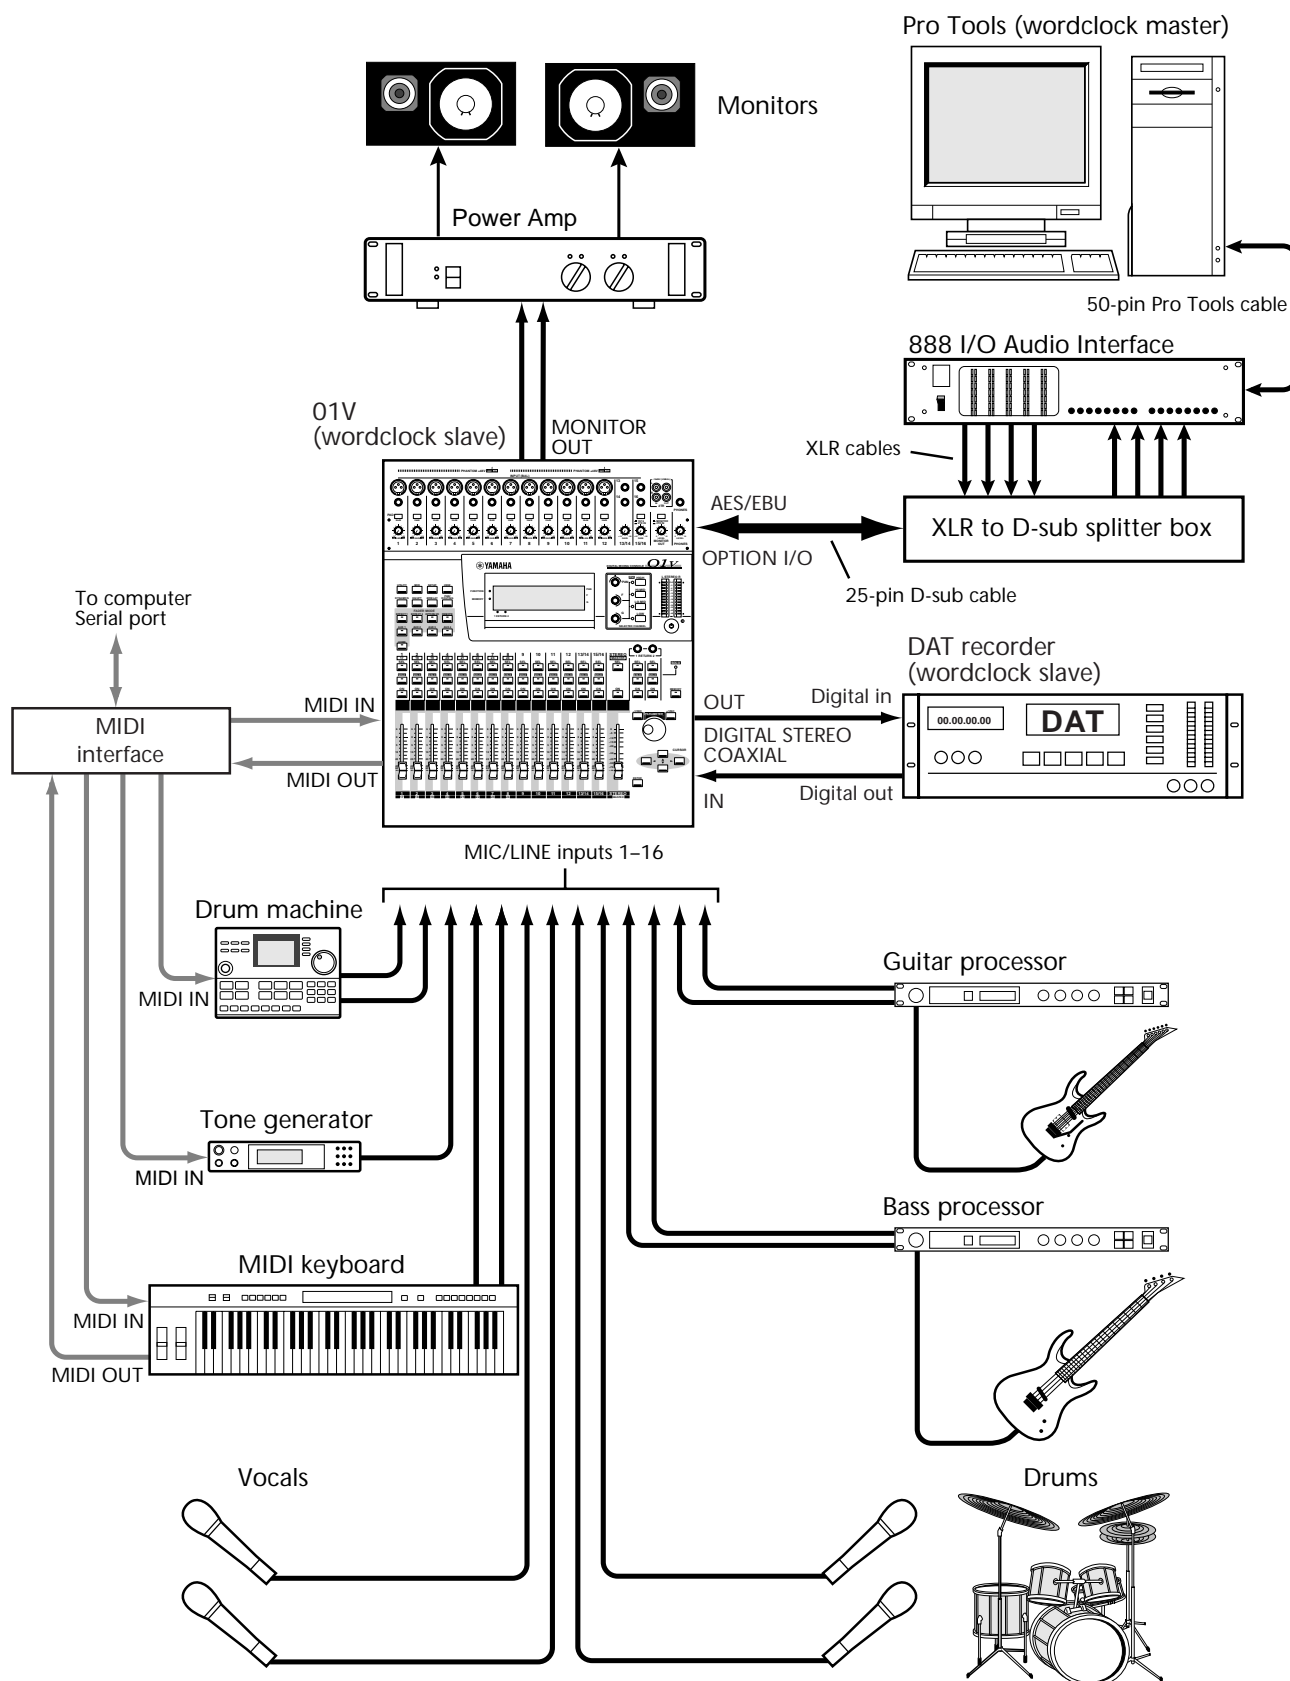 Pro Tools (wordclock master)
Monitors
Power Amp
50-pin Pro Tools cable
888 I/O Audio Interface
01V
(wordclock slave)
MONITOR
OUT
XLR cables
AES/EBU
OPTION I/O
XLR to D-sub splitter box
25-pin D-sub cable
YAMAHA
01V
To computer
Serial port
DAT recorder
(wordclock slave)
MIDI IN
MIDI
interface
MIDI OUT
OUT
Digital in
DIGITAL STEREO
COAXIAL
IN
Digital out
00.00.00.00
DAT
MIC/LINE inputs 1–16
Drum machine
MIDI IN
Guitar processor
Tone generator
MIDI IN
Bass processor
MIDI keyboard
MIDI IN
MIDI OUT
Vocals
Drums